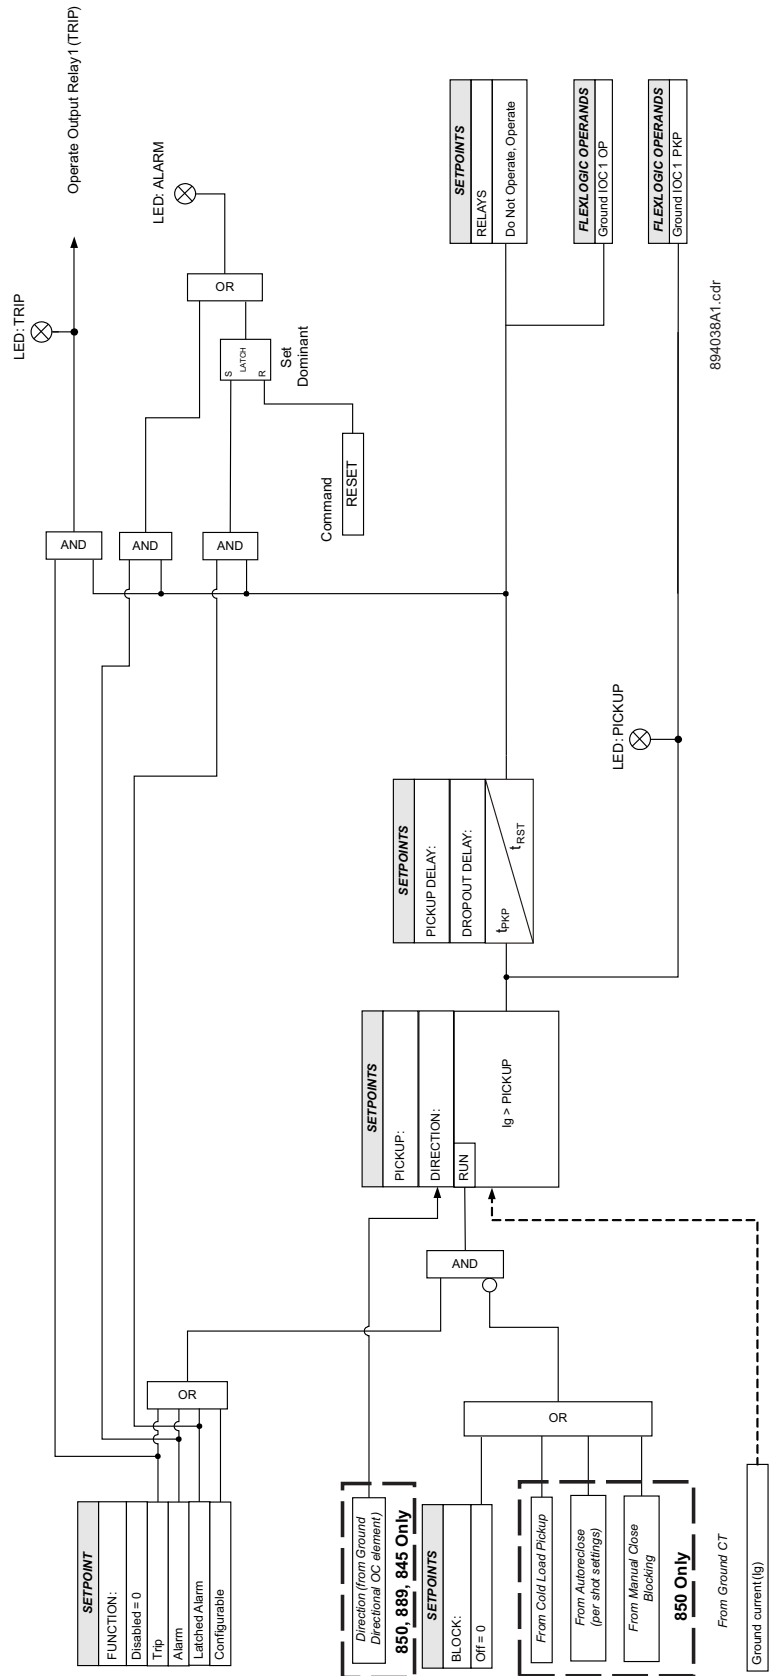 SETPOINT
FUNCTION:
Disabled = 0
Trip
Alarm
Latched Alarm
Configurable
Direction (from Ground
Directional OC element)
850, 889, 845 Only
SETPOINTS
BLOCK:
Off = 0
From Cold Load Pickup
From Autoreclose
(per shot settings)
From Manual Close
Blocking
850 Only
From Ground CT
Ground current (Ig)
OR
OR
AND
SETPOINTS
PICKUP:
DIRECTION:
RUN
Ig > PICKUP
SETPOINTS
PICKUP DELAY:
DROPOUT DELAY:
tPKP
tRST
LED: PICKUP
AND
AND
AND
Command
RESET
S
LATCH
R
Set
Dominant
OR
LED: TRIP
LED: ALARM
Operate Output Relay 1 (TRIP)
SETPOINTS
RELAYS
Do Not Operate, Operate
FLEXLOGIC OPERANDS
Ground IOC 1 OP
FLEXLOGIC OPERANDS
Ground IOC 1 PKP
894038A1.cdr